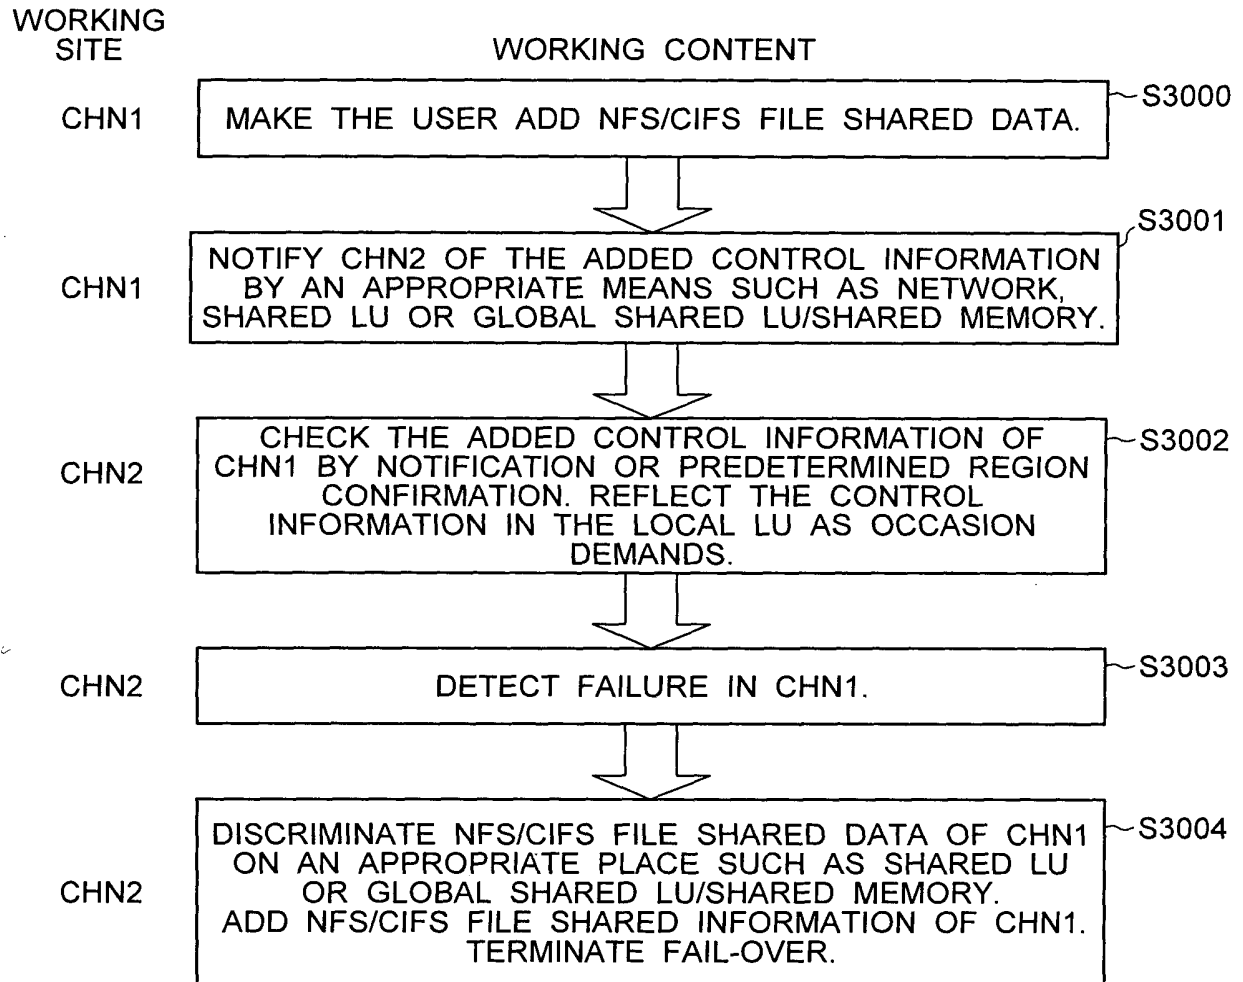 WORKING
SITE
WORKING CONTENT
CHN1
MAKE THE USER ADD NFS/CIFS FILE SHARED DATA.
S3000
CHN1
NOTIFY CHN2 OF THE ADDED CONTROL INFORMATION
BY AN APPROPRIATE MEANS SUCH AS NETWORK,
SHARED LU OR GLOBAL SHARED LU/SHARED MEMORY.
S3001
CHN2
CHECK THE ADDED CONTROL INFORMATION OF
CHN1 BY NOTIFICATION OR PREDETERMINED REGION
CONFIRMATION. REFLECT THE CONTROL
INFORMATION IN THE LOCAL LU AS OCCASION
DEMANDS.
S3002
CHN2
DETECT FAILURE IN CHN1.
S3003
CHN2
DISCRIMINATE NFS/CIFS FILE SHARED DATA OF CHN1
ON AN APPROPRIATE PLACE SUCH AS SHARED LU
OR GLOBAL SHARED LU/SHARED MEMORY.
ADD NFS/CIFS FILE SHARED INFORMATION OF CHN1.
TERMINATE FAIL-OVER.
S3004